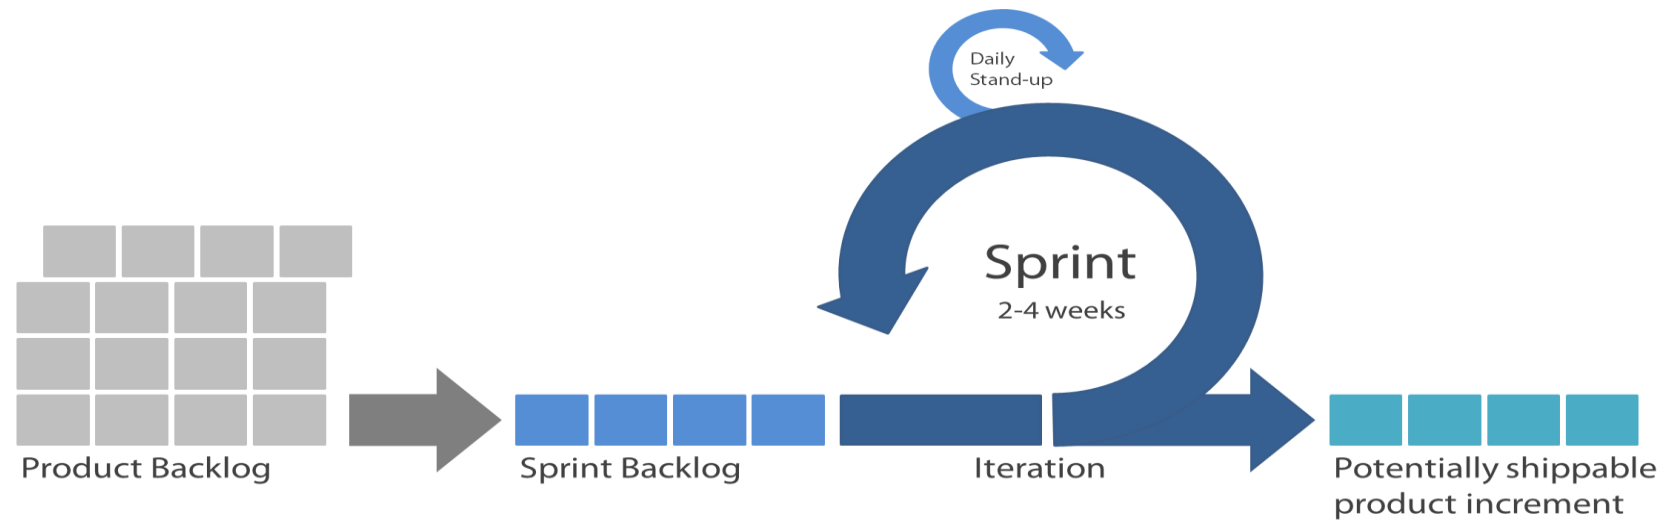 Daily
Stand-up
Sprint
2-4 weeks
Product Backlog
Sprint Backlog
Iteration
Potentially shippable
product increment